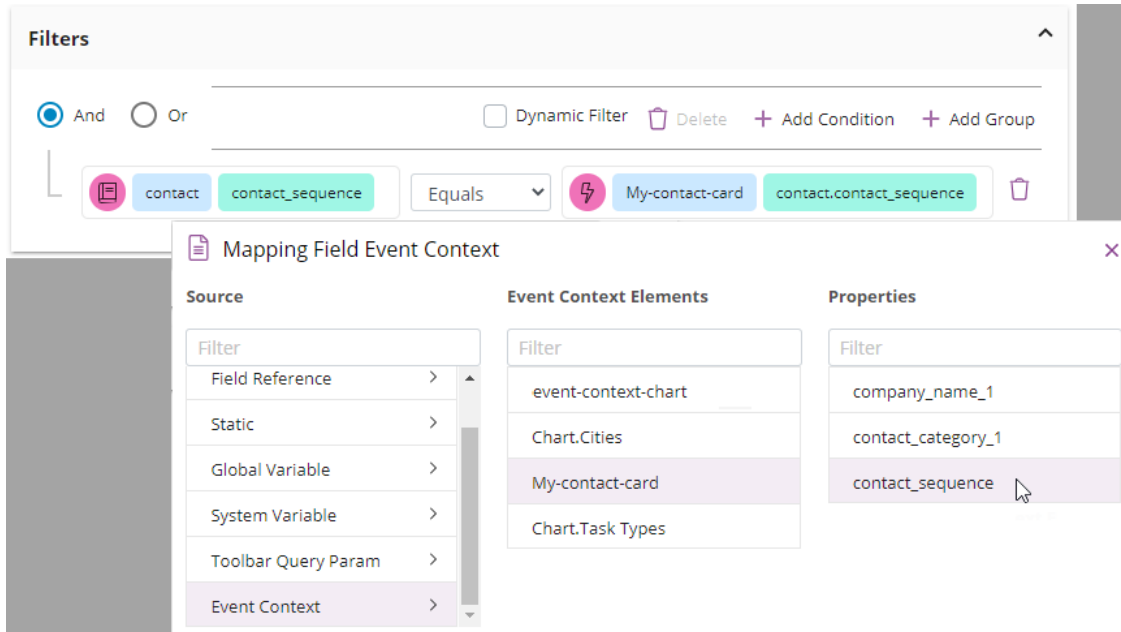 Filters
And Or Dynamic Filter Delete + Add Condition + Add Group
contact contact_sequence Equals My-contact-card contact.contact_sequence
Mapping Field Event Context
Source Event Context Elements Properties
Filter Filter Filter
Field Reference event-context-chart company_name_1
Static Chart.Cities contact_category_1
Global Variable My-contact-card contact_sequence
System Variable Chart.Task Types
Toolbar Query Param
Event Context